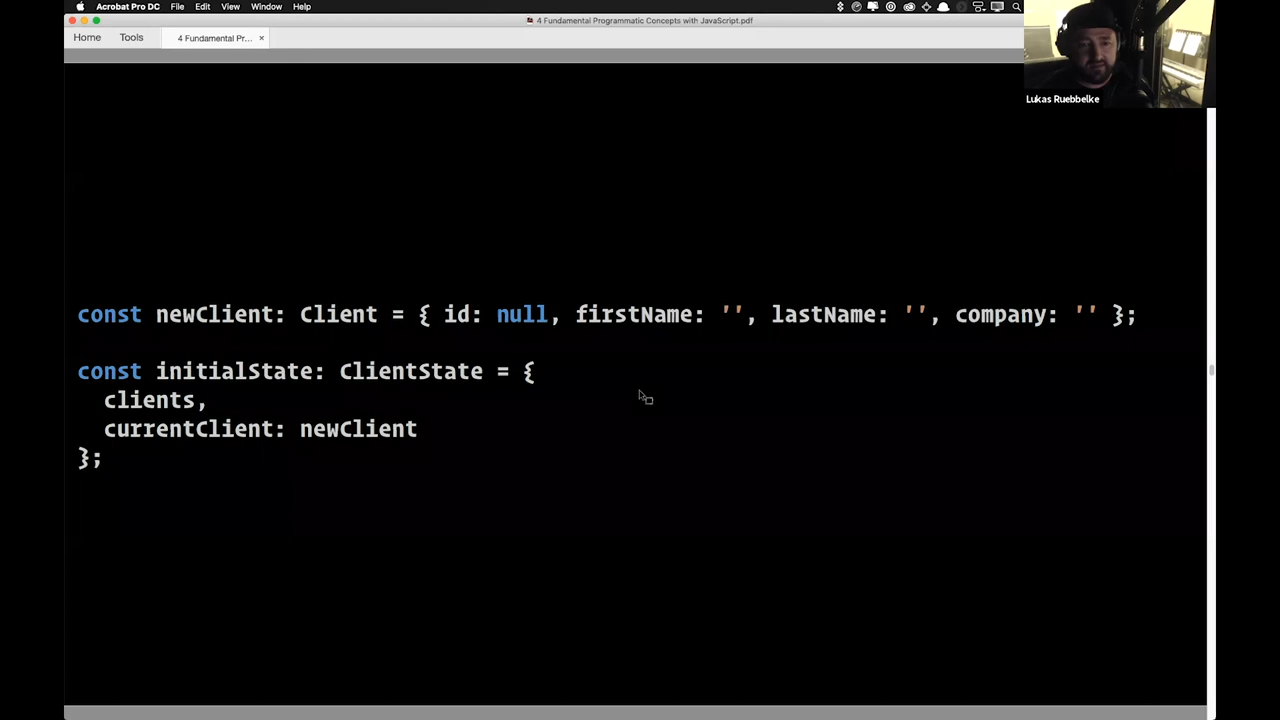 Acrobat Pro DC File Edit View Window Help
4 Fundamental Programmatic Concepts with JavaScript.pdf
Home Tools 4 Fundamental Pr... ×
Lukas Ruebbelke
const newClient: Client = { id: null, firstName: '', lastName: '', company: '' };
const initialState: ClientState = {
clients,
currentClient: newClient
};